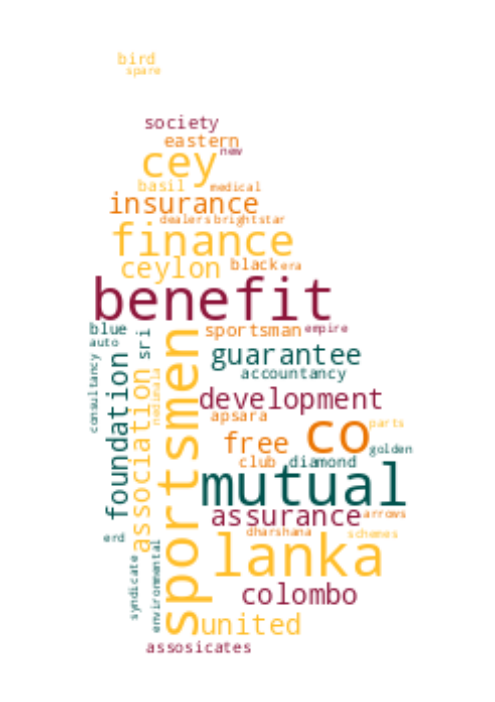 bird
spare
society
eastern
new
cey
basil
medical
insurance
dealers brightstar
finance
ceylon
black era
benefit
blue
auto
sri
sportsman
empire
guarantee
accountancy
consultancy
foundation
association
nedimala
sportsmen
development
apsara
parts
free
co
golden
club
diamond
mutual
assurance
arrows
dharshana
schemes
erd
lanka
syndicate
environmental
colombo
united
assosicates